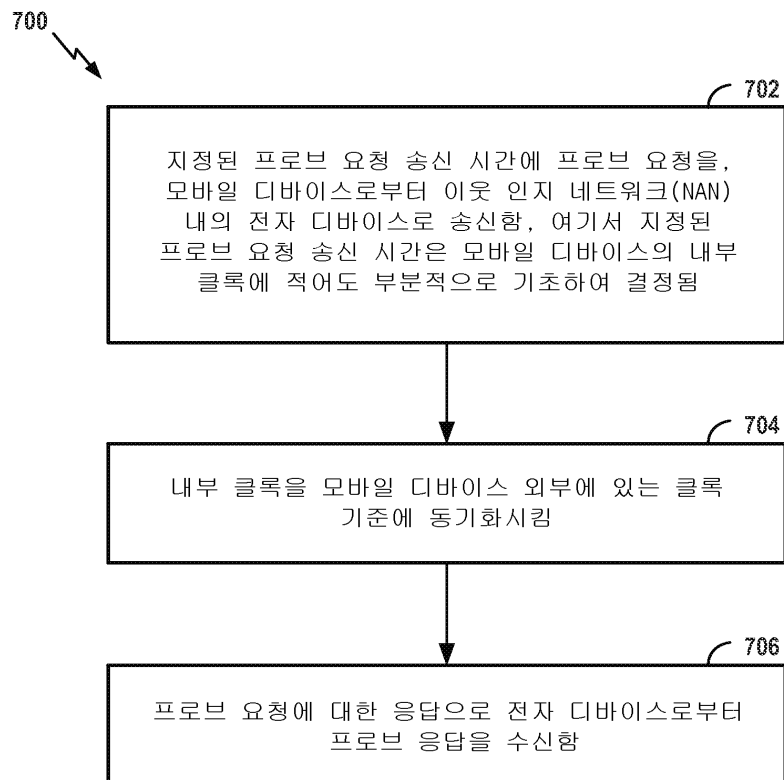 700
702
지정된 프로브 요청 송신 시간에 프로브 요청을,
모바일 디바이스로부터 이웃 인지 네트워크(NAN)
내의 전자 디바이스로 송신함, 여기서 지정된
프로브 요청 송신 시간은 모바일 디바이스의 내부
클록에 적어도 부분적으로 기초하여 결정됨
704
내부 클록을 모바일 디바이스 외부에 있는 클록
기준에 동기화시킴
706
프로브 요청에 대한 응답으로 전자 디바이스로부터
프로브 응답을 수신함